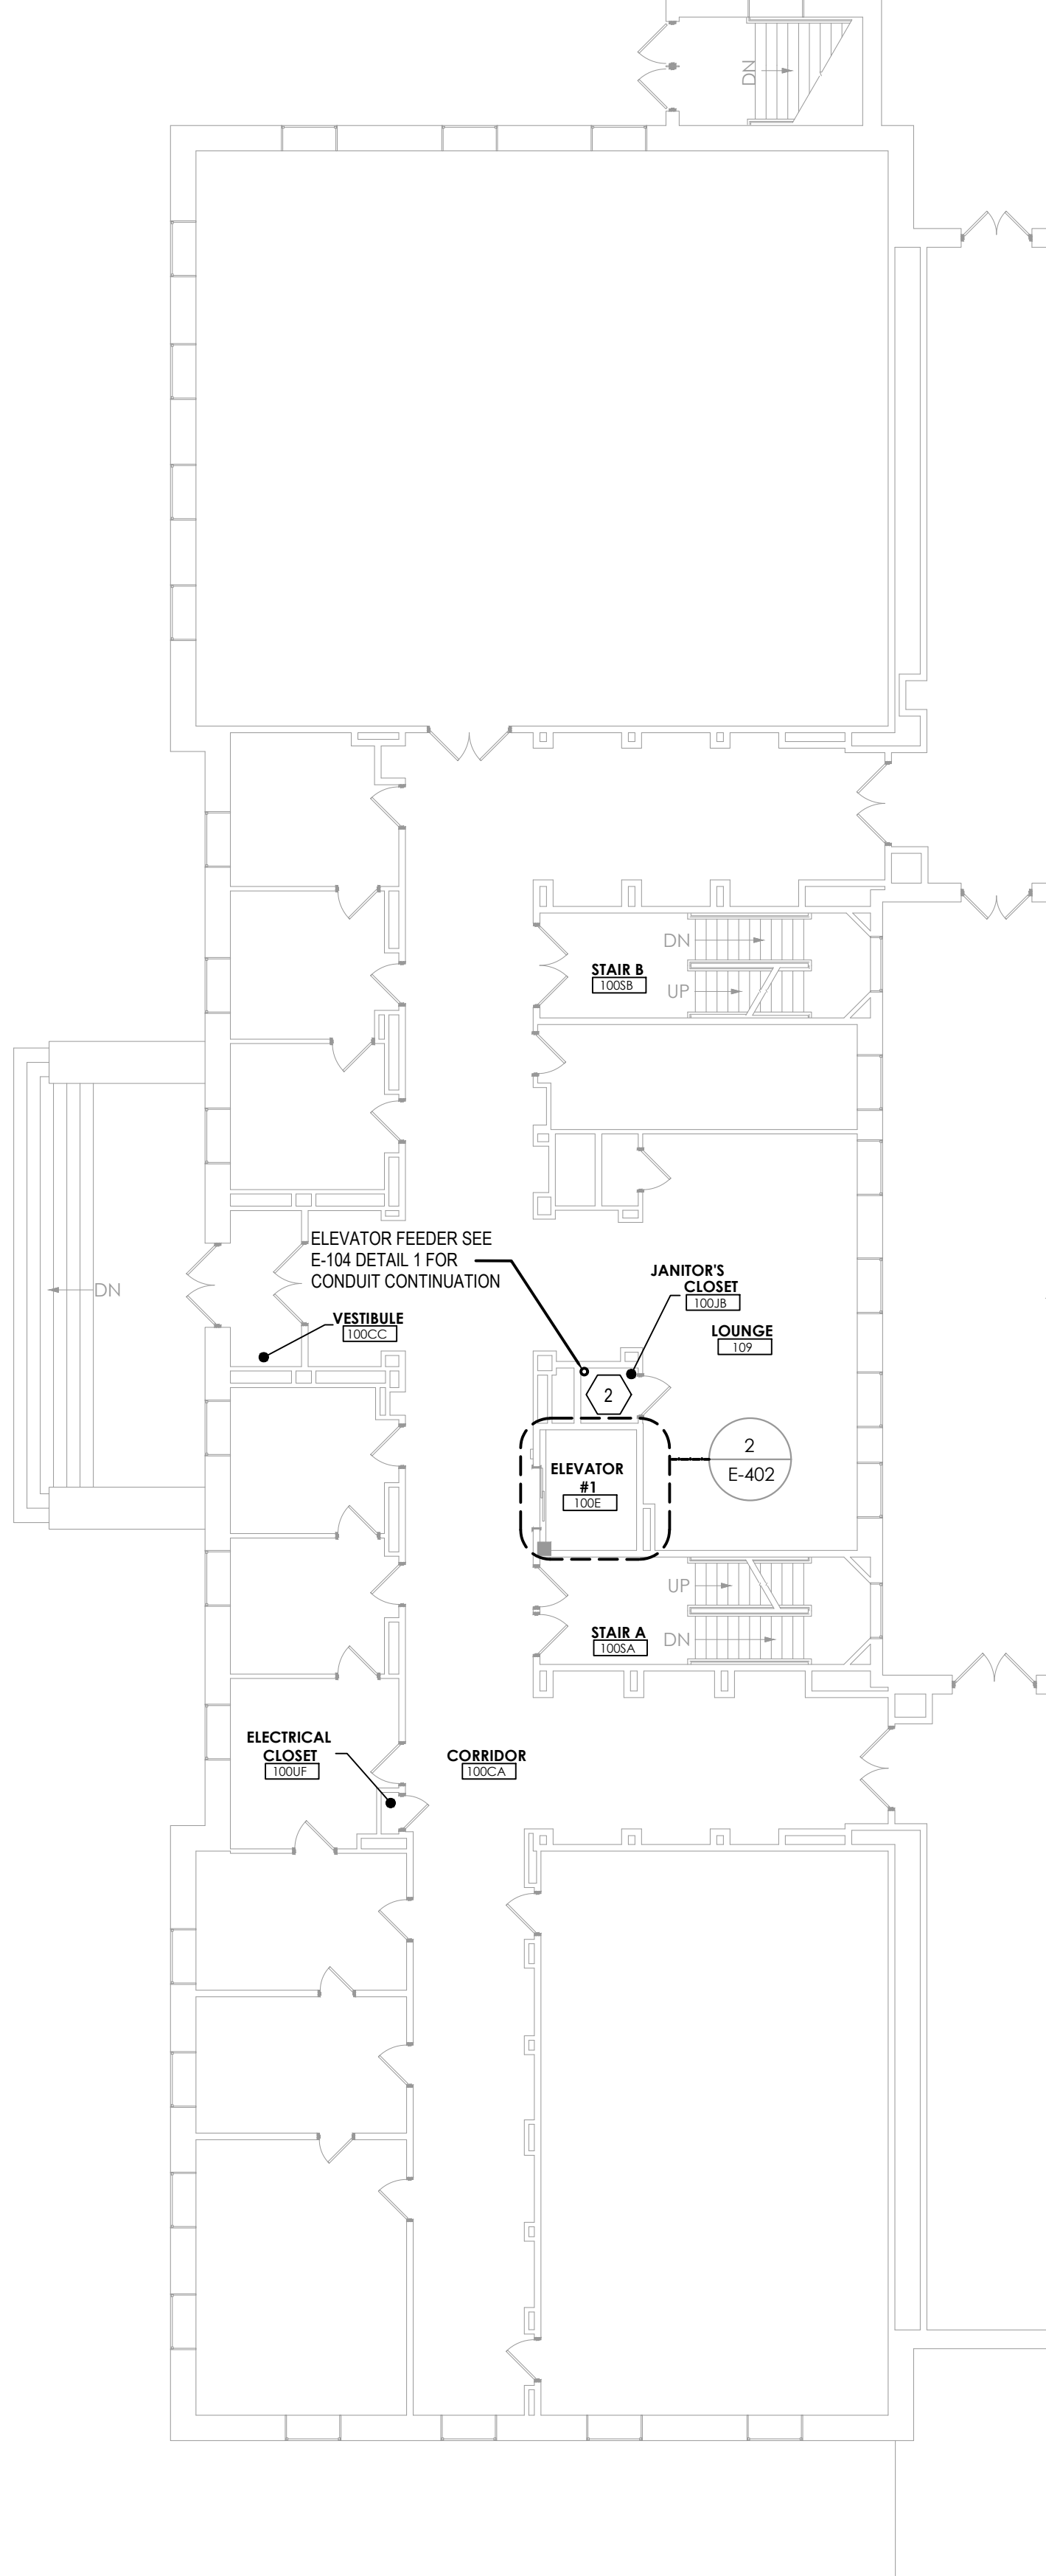 DN
DN
STAIR B
100SB
UP
ELEVATOR FEEDER SEE
E-104 DETAIL 1 FOR
CONDUIT CONTINUATION
JANITOR'S
CLOSET
100JB
DN
VESTIBULE
100CC
LOUNGE
109
2
2
E-402
ELEVATOR
#1
100E
UP
STAIR A
100SA
DN
ELECTRICAL
CLOSET
100UF
CORRIDOR
100CA